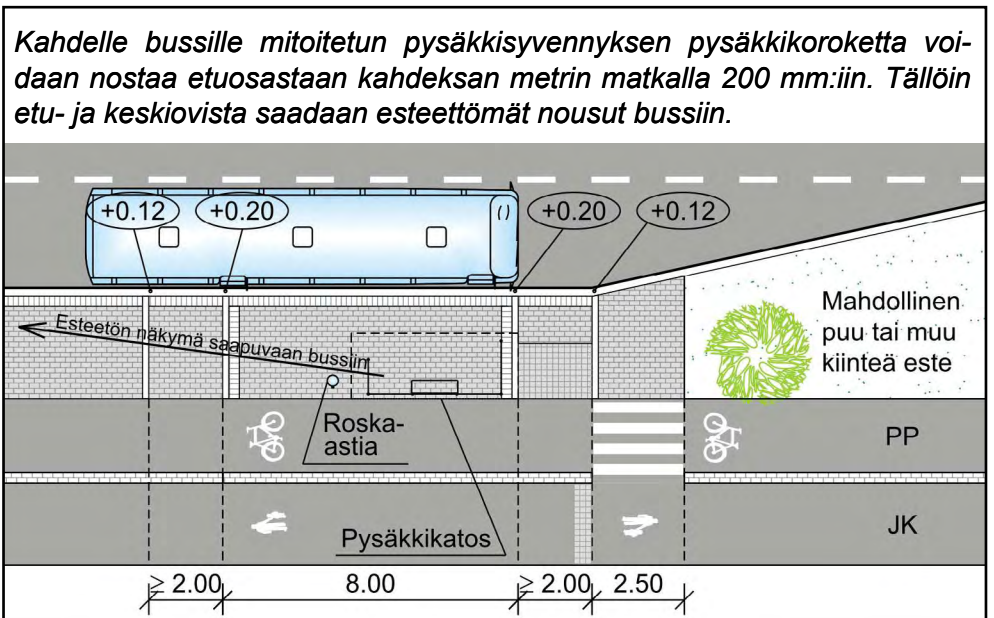 Kahdelle bussille mitoitetun pysäkkisyvennyksen pysäkkikoroketta voi-
daan nostaa etuosastaan kahdeksan metrin matkalla 200 mm:iin. Tällöin
etu- ja keskiovista saadaan esteettömät nousut bussiin.
+0.12 +0.20 +0.20 +0.12
Esteetön näkymä saapuvaan bussiin
Mahdollinen
puu tai muu
kiinteä este
Roska-
astia
PP
Pysäkkikatos
JK
≥ 2.00 8.00 ≥ 2.00 2.50